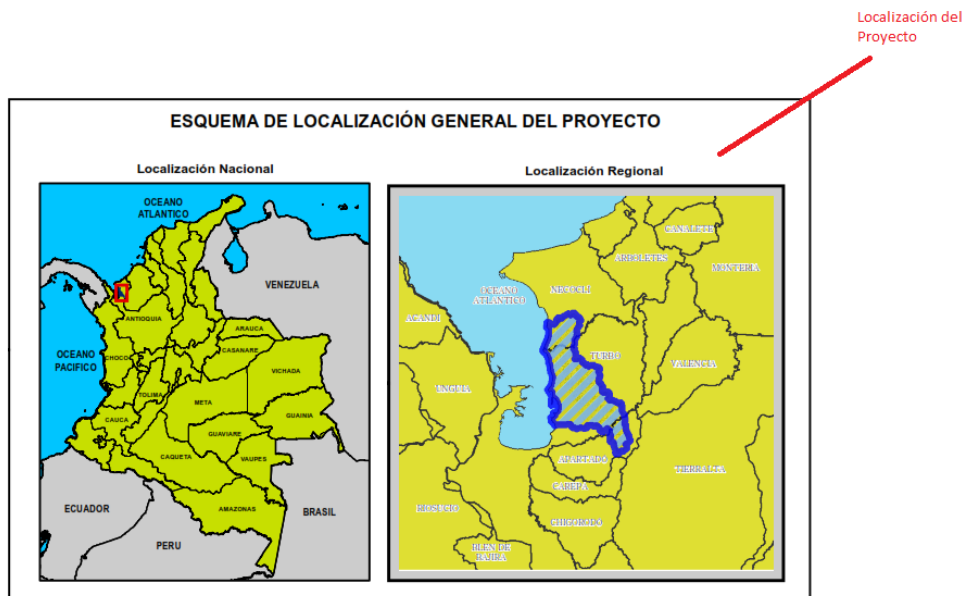 Localización del
Proyecto
ESQUEMA DE LOCALIZACIÓN GENERAL DEL PROYECTO
Localización Nacional
Localización Regional
OCEANO
ATLANTICO
VENEZUELA
ANTIOQUIA
ARAUCA
CASANARE
OCEANO
PACIFICO
CHOCO
VICHADA
TOLIMA
META
CAUCA
GUAINIA
GUAVIARE
CAQUETA
VAUPES
AMAZONAS
ECUADOR
BRASIL
PERU
CANALETE
ARBOLETES
MONTERIA
OCEANO
ATLANTICO
NECOCLI
ACANDI
TURBO
VALENCIA
UNGUIA
APARTADO
TIERRALTA
CAREPA
RIOSUCIO
CHIGORODO
BLEN DE
BAJIRA